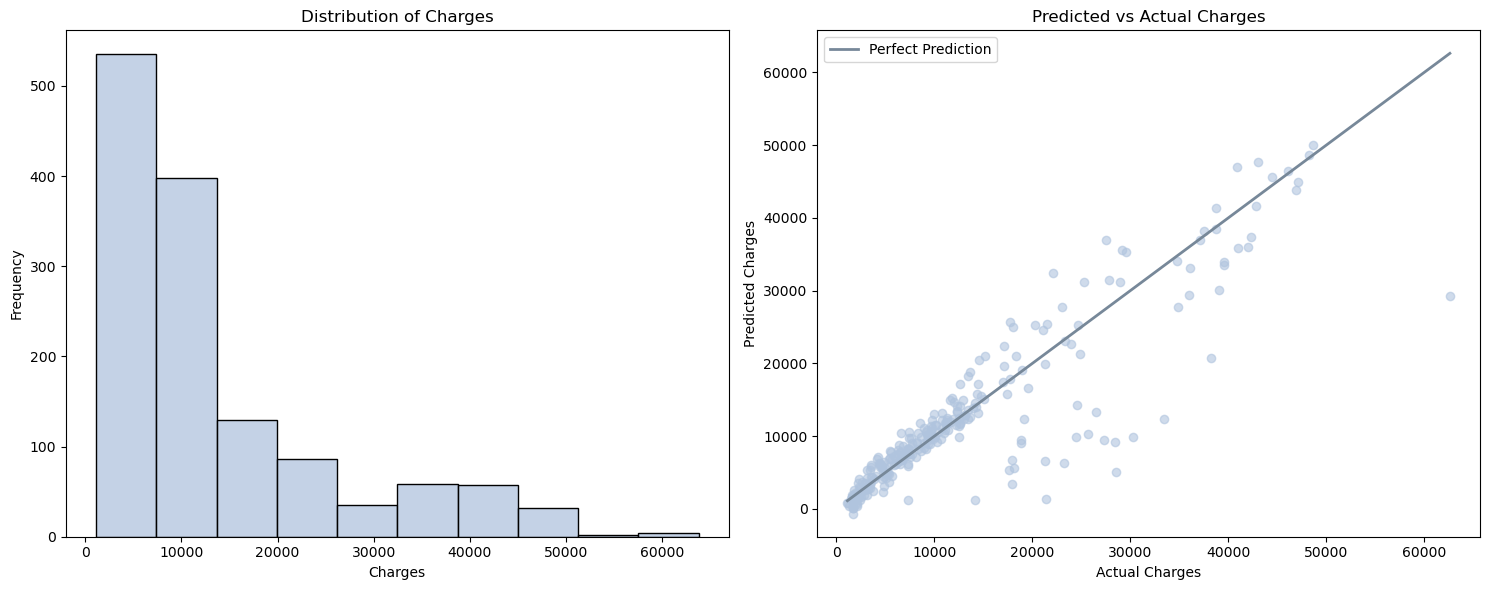 Distribution of Charges
Frequency
500
400
300
200
100
0
0 10000 20000 30000 40000 50000 60000
Charges
Predicted vs Actual Charges
Perfect Prediction
Predicted Charges
60000
50000
40000
30000
20000
10000
0
0 10000 20000 30000 40000 50000 60000
Actual Charges